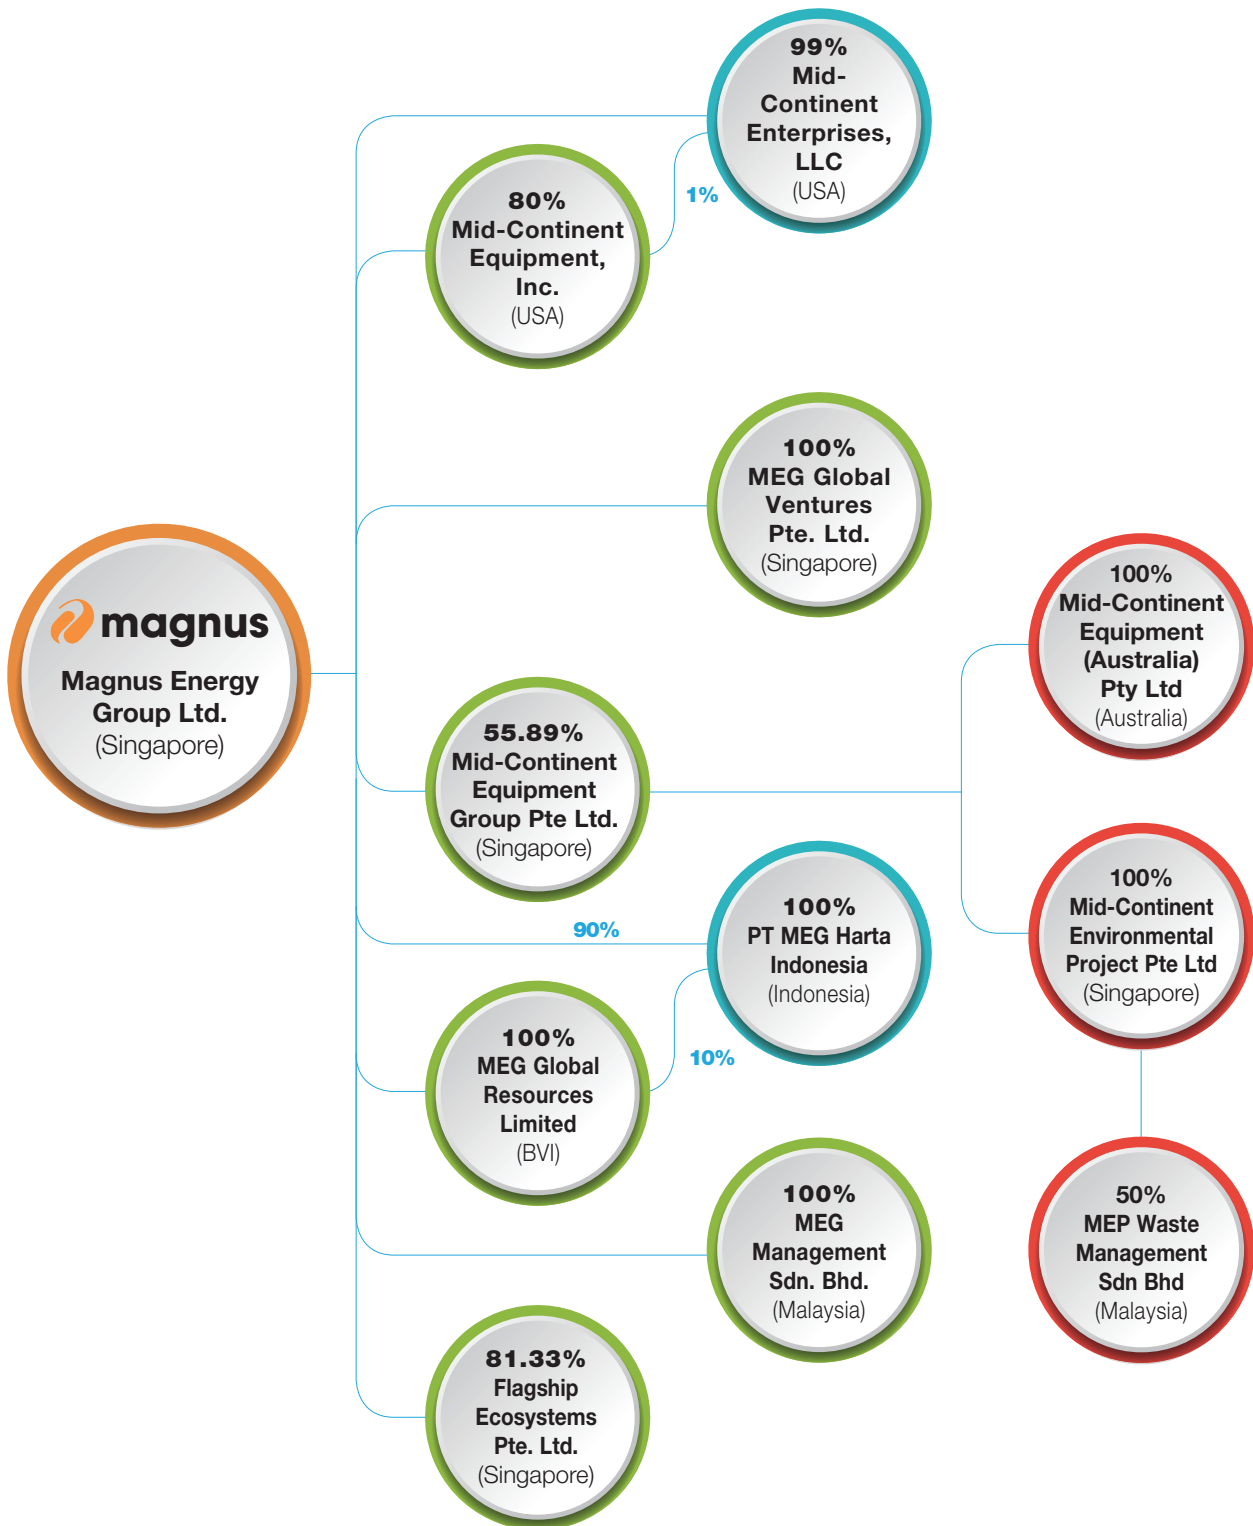 99%
Mid-
Continent
Enterprises,
LLC
(USA)
1%
80%
Mid-Continent
Equipment,
Inc.
(USA)
100%
MEG Global
Ventures
Pte. Ltd.
(Singapore)
magnus
Magnus Energy
Group Ltd.
(Singapore)
100%
Mid-Continent
Equipment
(Australia)
Pty Ltd
(Australia)
55.89%
Mid-Continent
Equipment
Group Pte Ltd.
(Singapore)
90%
100%
PT MEG Harta
Indonesia
(Indonesia)
100%
Mid-Continent
Environmental
Project Pte Ltd
(Singapore)
10%
100%
MEG Global
Resources
Limited
(BVI)
100%
MEG
Management
Sdn. Bhd.
(Malaysia)
50%
MEP Waste
Management
Sdn Bhd
(Malaysia)
81.33%
Flagship
Ecosystems
Pte. Ltd.
(Singapore)